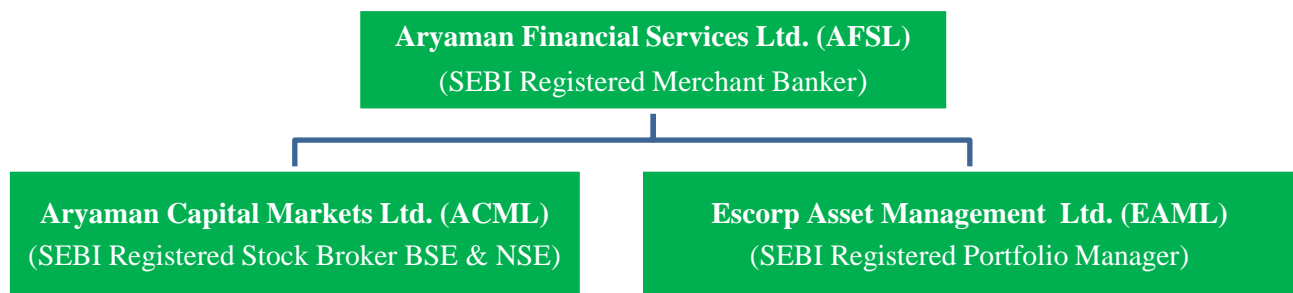 Aryaman Financial Services Ltd. (AFSL)
(SEBI Registered Merchant Banker)
Aryaman Capital Markets Ltd. (ACML)
(SEBI Registered Stock Broker BSE & NSE)
Escorp Asset Management Ltd. (EAML)
(SEBI Registered Portfolio Manager)